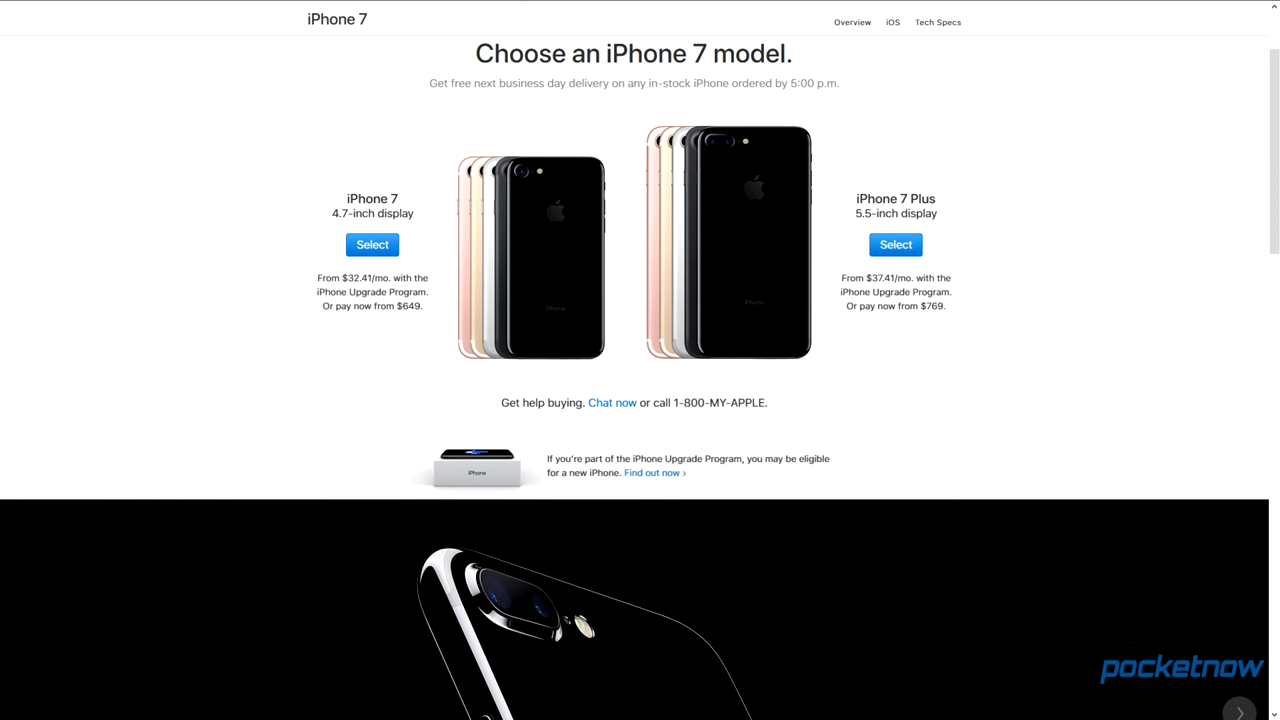 iPhone 7
Overview
iOS
Tech Specs
Choose an iPhone 7 model.
Get free next business day delivery on any in-stock iPhone ordered by 5:00 p.m.
iPhone 7
4.7-inch display
Select
From $32.41/mo. with the
iPhone Upgrade Program.
Or pay now from $649.
iPhone
iPhone
iPhone 7 Plus
5.5-inch display
Select
From $37.41/mo. with the
iPhone Upgrade Program.
Or pay now from $769.
Get help buying. Chat now or call 1-800-MY-APPLE.
iPhone
If you’re part of the iPhone Upgrade Program, you may be eligible
for a new iPhone. Find out now ›
pocketnow